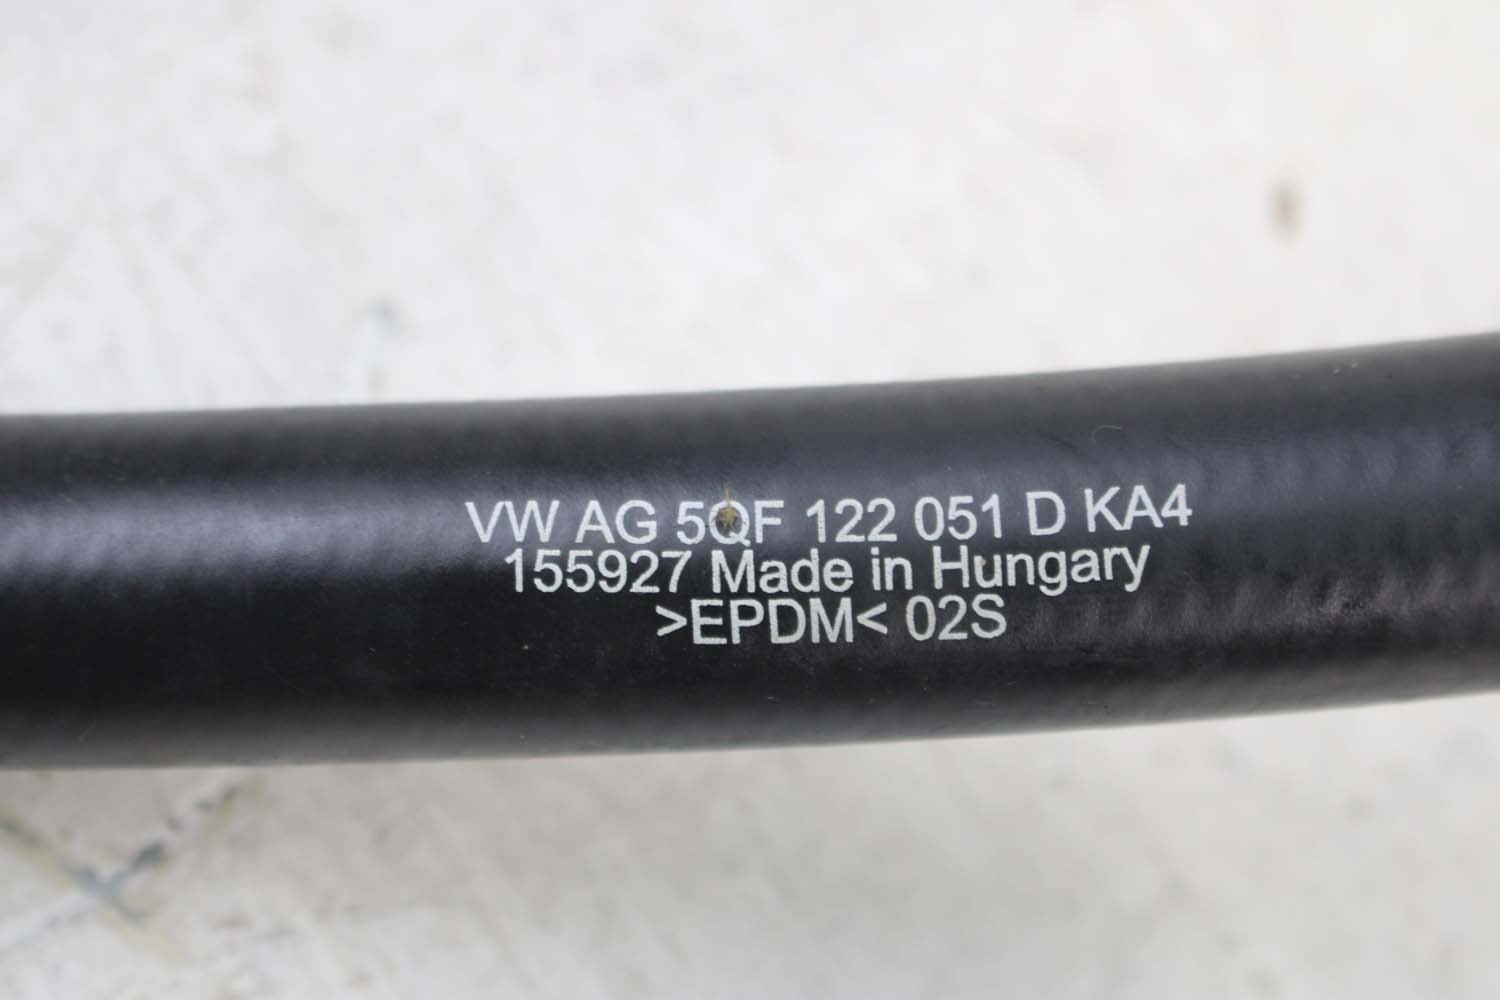 VW AG 5QF 122 051 D KA4
155927 Made in Hungary
>EPDM< 02S